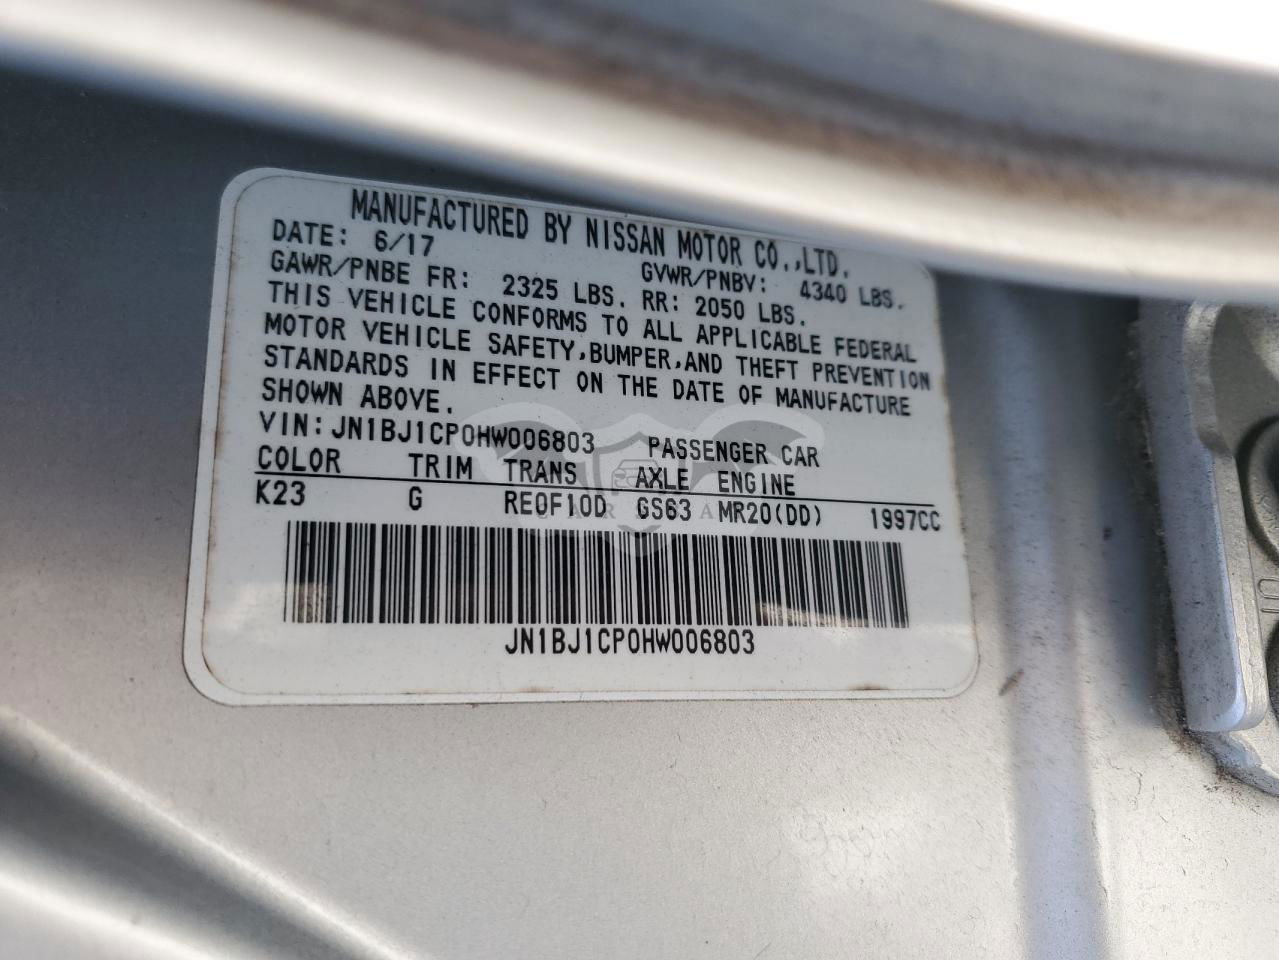 MANUFACTURED BY NISSAN MOTOR CO.,LTD.
DATE: 6/17 GVWR/PNBV: 4340 LBS.
GAWR/PNBE FR: 2325 LBS. RR: 2050 LBS.
THIS VEHICLE CONFORMS TO ALL APPLICABLE FEDERAL
MOTOR VEHICLE SAFETY,BUMPER,AND THEFT PREVENTION
STANDARDS IN EFFECT ON THE DATE OF MANUFACTURE
SHOWN ABOVE.
VIN: JN1BJ1CP0HW006803 PASSENGER CAR
COLOR TRIM TRANS AXLE ENGINE
K23 G RE0F10D GS63 MR20(DD) 1997CC
JN1BJ1CP0HW006803
10